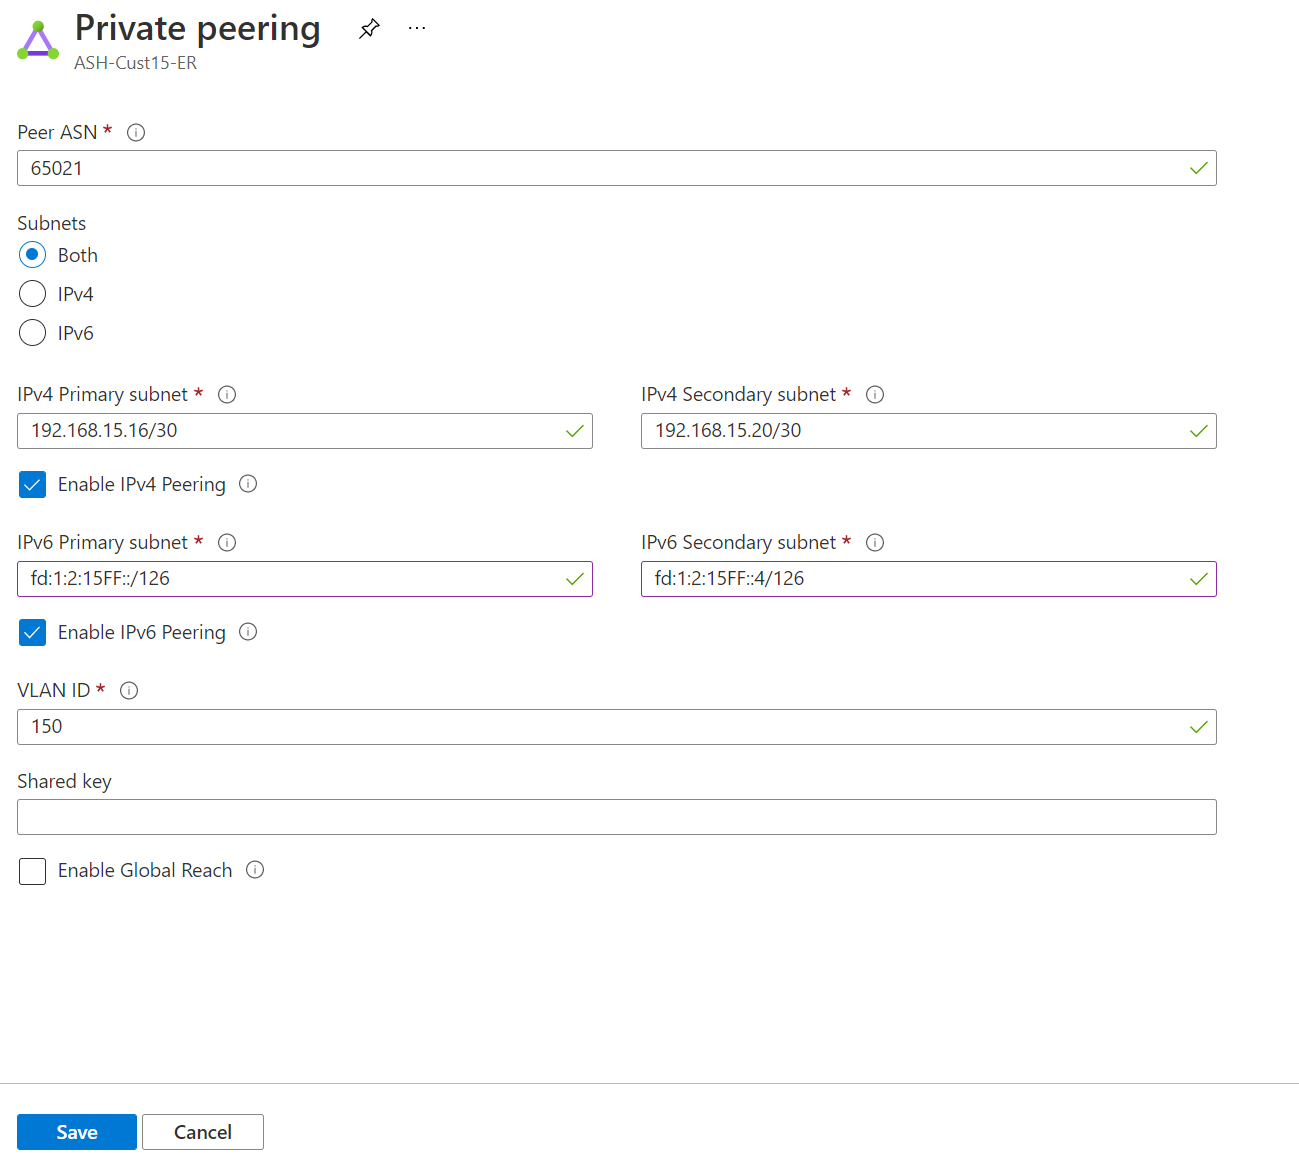 Private peering
ASH-Cust15-ER
Peer ASN *
65021
Subnets
Both
IPv4
IPv6
IPv4 Primary subnet *
IPv4 Secondary subnet *
192.168.15.16/30
192.168.15.20/30
Enable IPv4 Peering
IPv6 Primary subnet *
IPv6 Secondary subnet *
fd:1:2:15FF::/126
fd:1:2:15FF::4/126
Enable IPv6 Peering
VLAN ID *
150
Shared key
Enable Global Reach
Save
Cancel